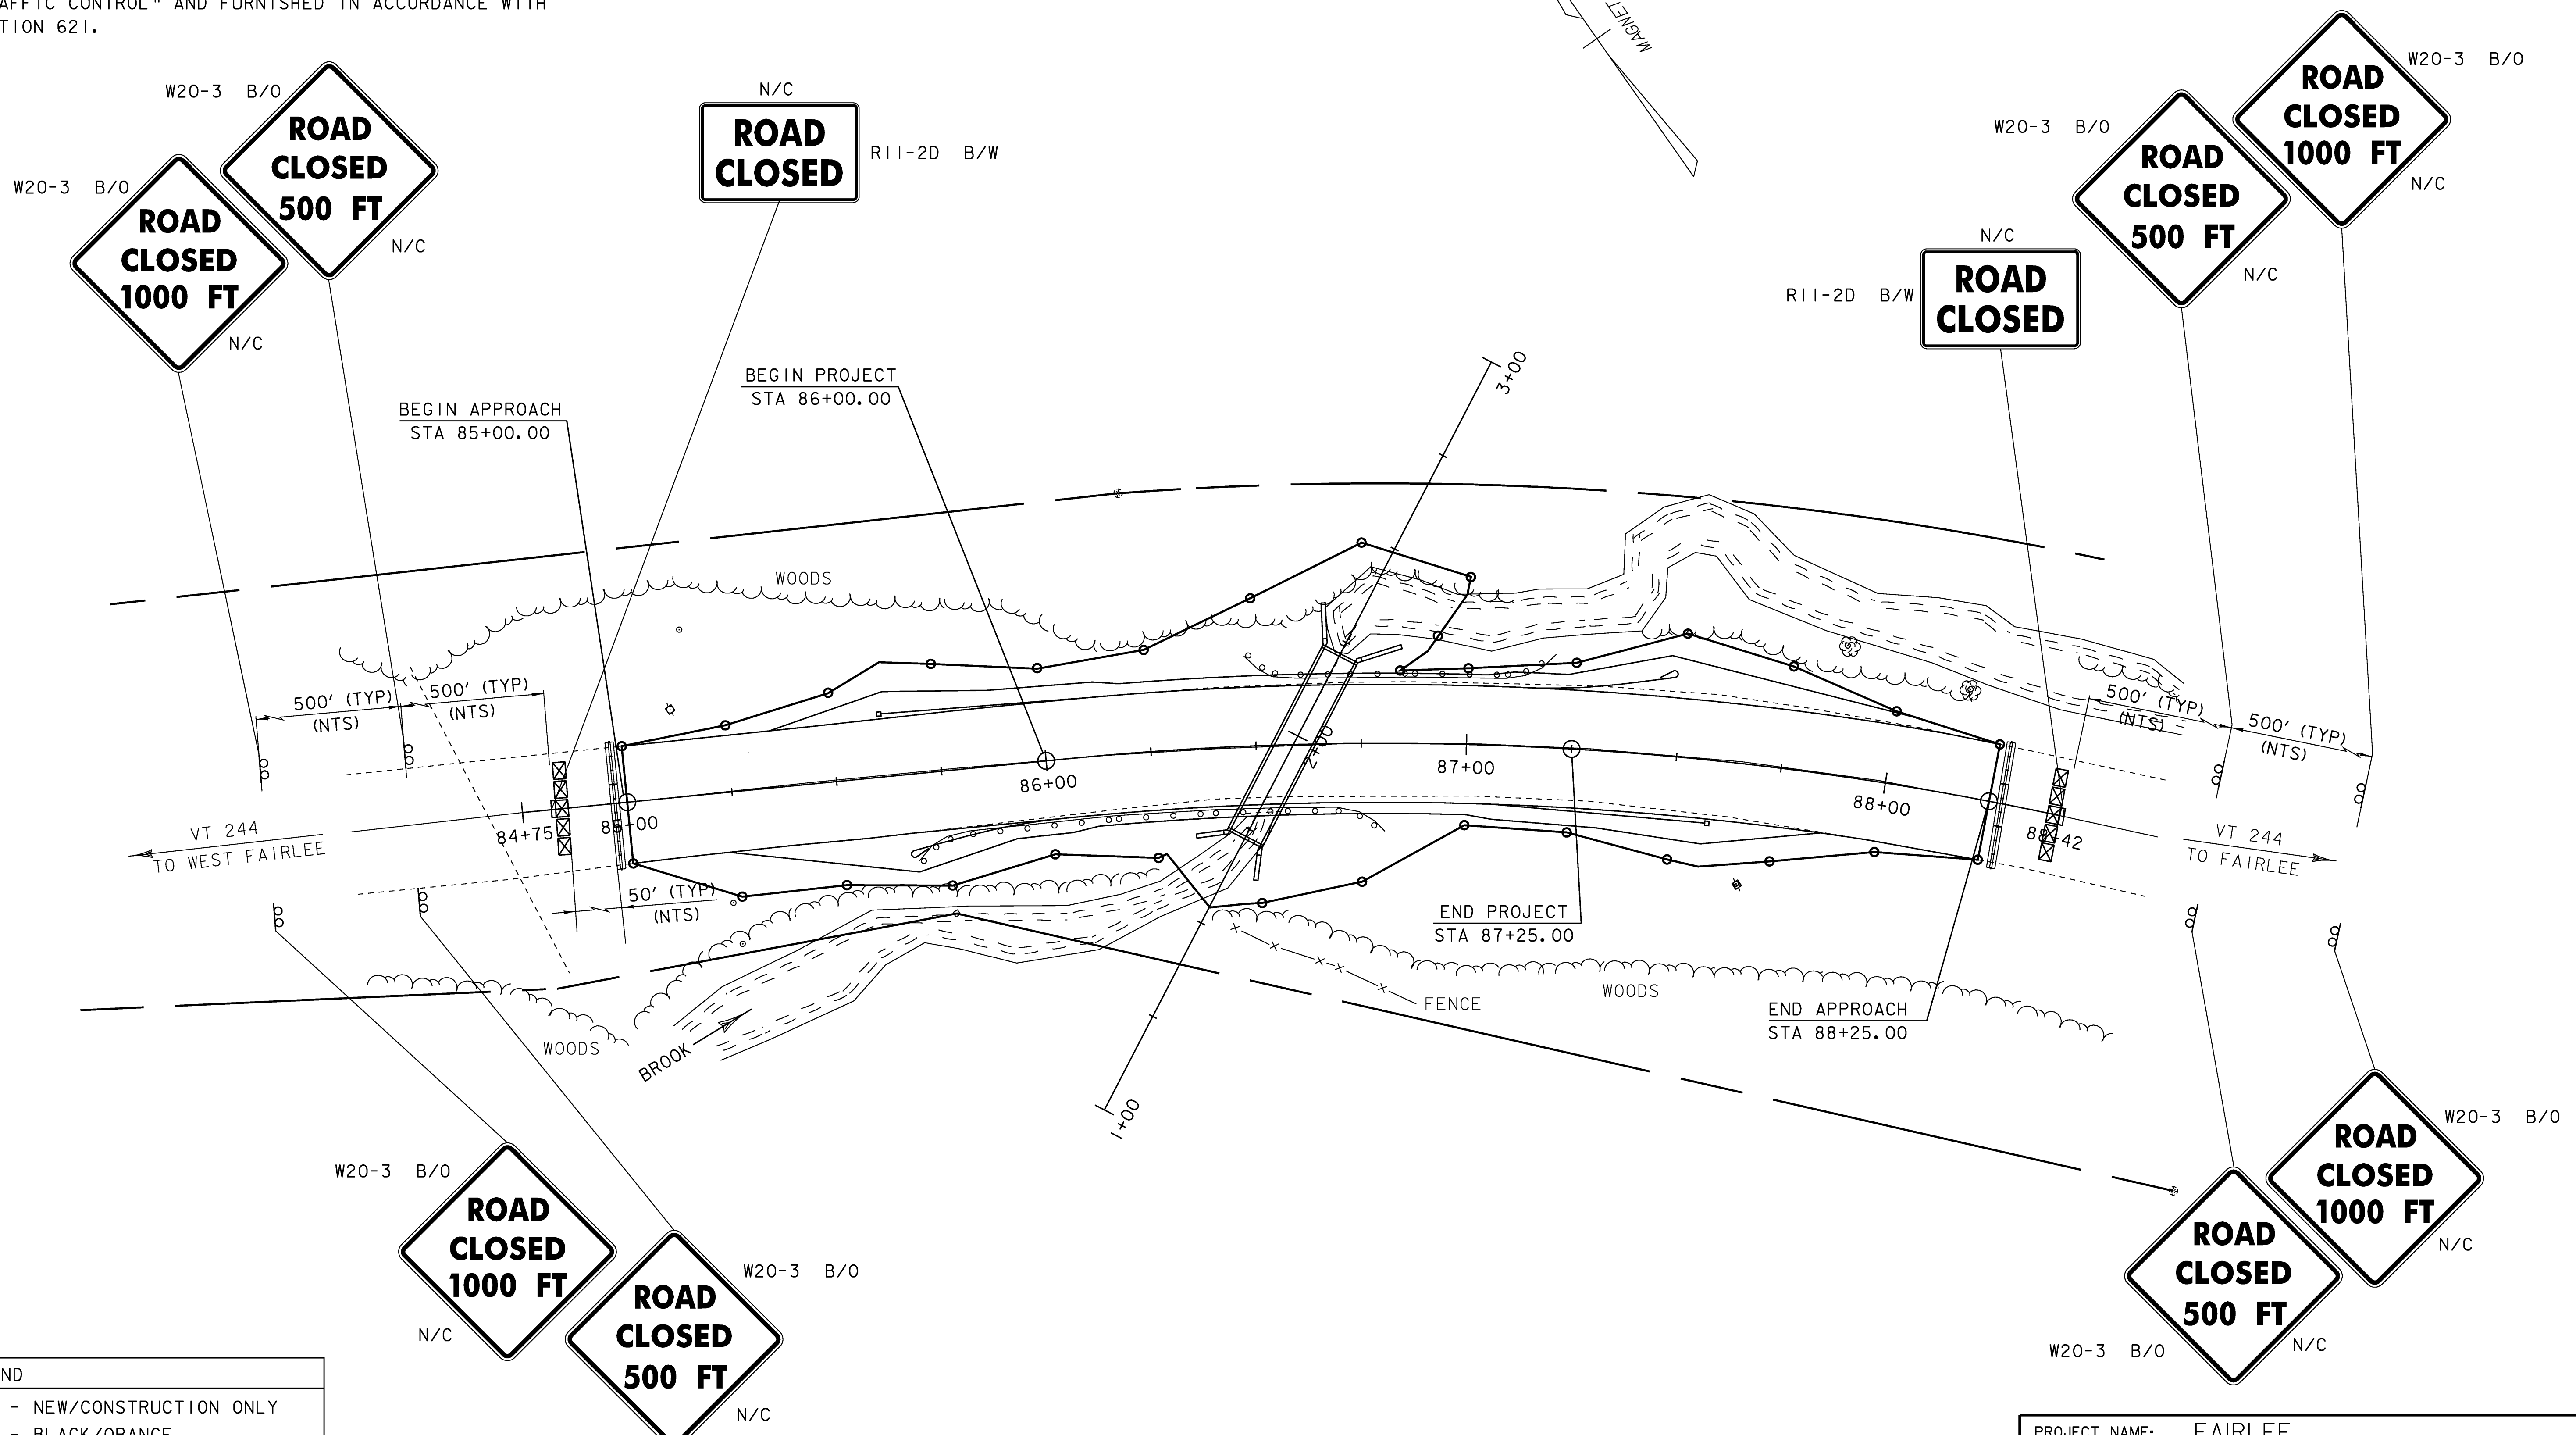 AFFIC CONTROL" AND FURNISHED IN ACCORDANCE WITH
TION 621.
MAGNET
W20-3 B/O
ROAD
CLOSED
1000 FT
N/C
W20-3 B/O
ROAD
CLOSED
500 FT
N/C
N/C
ROAD
CLOSED
R11-2D B/W
W20-3 B/O
ROAD
CLOSED
500 FT
N/C
W20-3 B/O
ROAD
CLOSED
1000 FT
N/C
N/C
R11-2D B/W
ROAD
CLOSED
BEGIN APPROACH
STA 85+00.00
BEGIN PROJECT
STA 86+00.00
3+00
WOODS
500' (TYP)
(NTS)
500' (TYP)
(NTS)
500' (TYP)
(NTS)
500' (TYP)
(NTS)
2+00
84+75
85+00
86+00
87+00
88+00
88+42
VT 244
TO WEST FAIRLEE
VT 244
TO FAIRLEE
50' (TYP)
(NTS)
END PROJECT
STA 87+25.00
FENCE
WOODS
END APPROACH
STA 88+25.00
WOODS
BROOK
1+00
W20-3 B/O
ROAD
CLOSED
1000 FT
N/C
W20-3 B/O
ROAD
CLOSED
500 FT
N/C
W20-3 B/O
ROAD
CLOSED
1000 FT
N/C
W20-3 B/O
ROAD
CLOSED
500 FT
N/C
ND
- NEW/CONSTRUCTION ONLY
- BLACK/ORANGE
PROJECT NAME: FAIRLEE